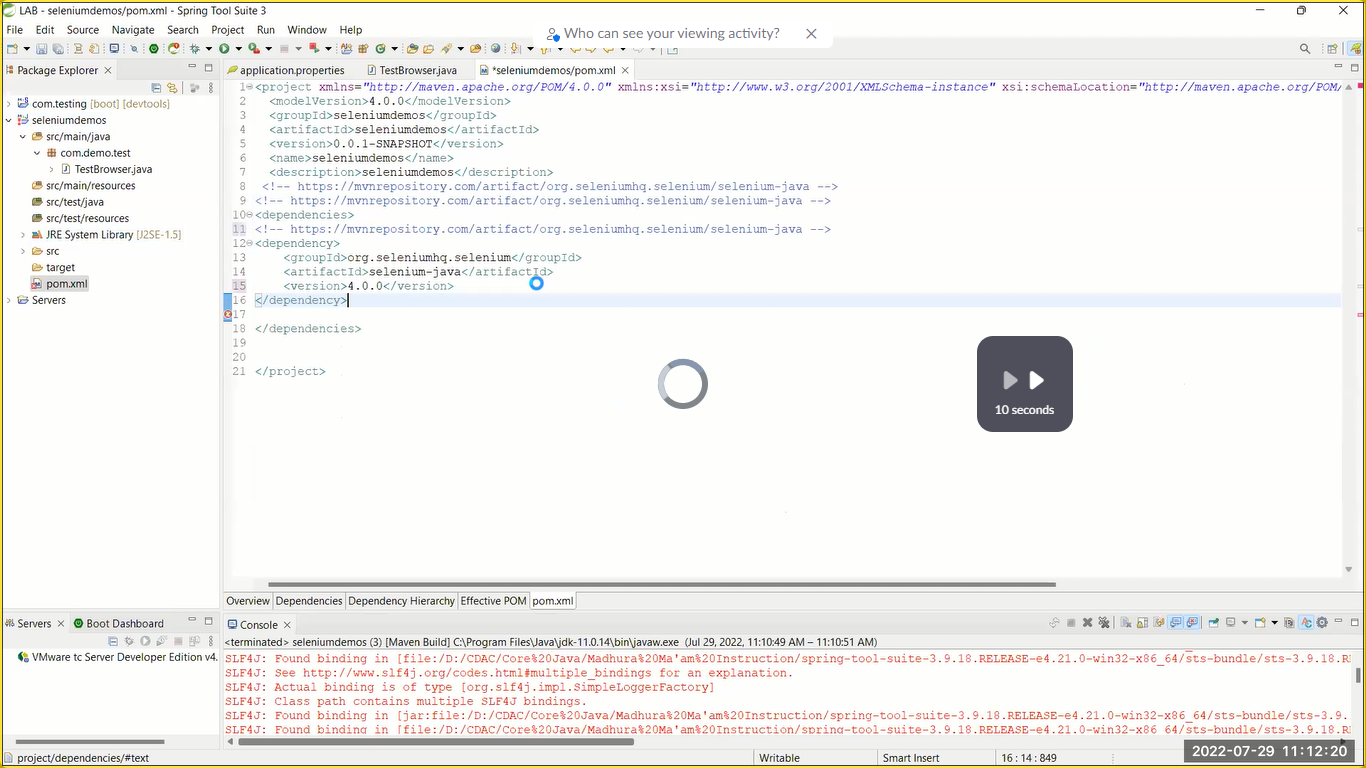 LAB - seleniumdemos/pom.xml - Spring Tool Suite 3
File Edit Source Navigate Search Project Run Window Help
Who can see your viewing activity?
Package Explorer
application.properties TestBrowser.java *seleniumdemos/pom.xml
com.testing [boot] [devtools]
seleniumdemos
src/main/java
com.demo.test
TestBrowser.java
src/main/resources
src/test/java
src/test/resources
JRE System Library [J2SE-1.5]
src
target
pom.xml
Servers
1 <project xmlns="http://maven.apache.org/POM/4.0.0" xmlns:xsi="http://www.w3.org/2001/XMLSchema-instance" xsi:schemaLocation="http://maven.apache.org/POM/
2 <modelVersion>4.0.0</modelVersion>
3 <groupId>seleniumdemos</groupId>
4 <artifactId>seleniumdemos</artifactId>
5 <version>0.0.1-SNAPSHOT</version>
6 <name>seleniumdemos</name>
7 <description>seleniumdemos</description>
8 <!-- https://mvnrepository.com/artifact/org.seleniumhq.selenium/selenium-java -->
9 <!-- https://mvnrepository.com/artifact/org.seleniumhq.selenium/selenium-java -->
10 <dependencies>
11 <!-- https://mvnrepository.com/artifact/org.seleniumhq.selenium/selenium-java -->
12 <dependency>
13 <groupId>org.seleniumhq.selenium</groupId>
14 <artifactId>selenium-java</artifactId>
15 <version>4.0.0</version>
16 </dependency>
17
18 </dependencies>
19
20
21 </project>
10 seconds
Overview Dependencies Dependency Hierarchy Effective POM pom.xml
Servers Boot Dashboard
VMware tc Server Developer Edition v4.
Console
<terminated> seleniumdemos (3) [Maven Build] C:\Program Files\Java\jdk-11.0.14\bin\javaw.exe (Jul 29, 2022, 11:10:49 AM – 11:10:51 AM)
SLF4J: Found binding in [file:/D:/CDAC/Core%20Java/Madhura%20Ma'am%20Instruction/spring-tool-suite-3.9.18.RELEASE-e4.21.0-win32-x86_64/sts-bundle/sts-3.9.18.R
SLF4J: See http://www.slf4j.org/codes.html#multiple_bindings for an explanation.
SLF4J: Actual binding is of type [org.slf4j.impl.SimpleLoggerFactory]
SLF4J: Class path contains multiple SLF4J bindings.
SLF4J: Found binding in [jar:file:/D:/CDAC/Core%20Java/Madhura%20Ma'am%20Instruction/spring-tool-suite-3.9.18.RELEASE-e4.21.0-win32-x86_64/sts-bundle/sts-3.9.
SLF4J: Found binding in [file:/D:/CDAC/Core%20Java/Madhura%20Ma'am%20Instruction/spring-tool-suite-3.9.18.RELEASE-e4.21.0-win32-x86_64/sts-bundle/sts-3.9.18.R
project/dependencies/#text
Writable
Smart Insert
16 : 14 : 849
2022-07-29 11:12:20